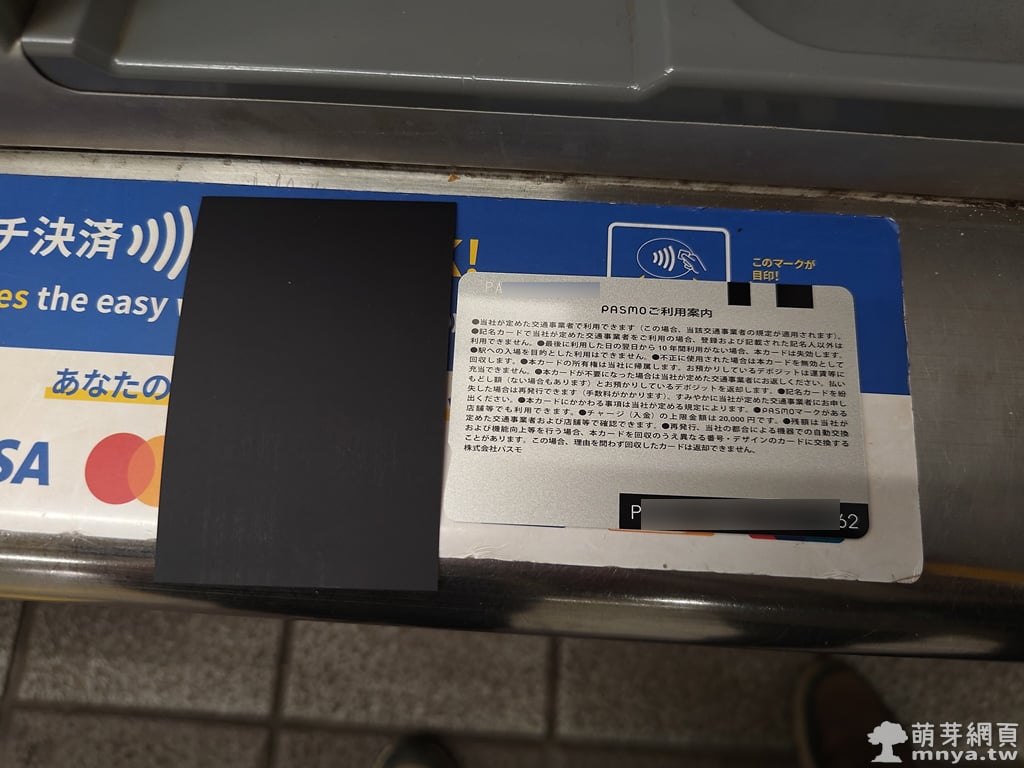 チ決済
K!
es the easy
このマークが
目印!
あなたの
SA
PA
PASMOご利用案内
●当社が定めた交通事業者で利用できます（この場合、当該交通事業者の規定が適用されます）。
●記名カードで当社が定めた交通事業者をご利用の場合、登録および記載された記名人以外は
利用できません。●最後に利用した日の翌日から10年間利用がない場合、本カードは失効します。
●駅への入場を目的とした利用はできません。●不正に使用された場合は本カードを無効として
回収します。●本カードの所有権は当社に帰属します。お預かりしているデポジットは運賃等に
充当できません。●本カードが不要になった場合は当社が定めた交通事業者にお返しください。払い
もどし額（ない場合もあります）とお預かりしているデポジットを返却します。●記名カードを紛
失した場合は再発行できます（手数料がかかります）。すみやかに当社が定めた交通事業者にお申し
出ください。●本カードにかかわる事項は当社が定める規定によります。●PASMOマークがある
店舗等でも利用できます。●チャージ（入金）の上限金額は20,000円です。●残額は当社が
定めた交通事業者および店舗等で確認できます。●再発行、当社の都合による機器での自動交換
および機能向上等を行う場合、本カードを回収のうえ異なる番号・デザインのカードに交換する
ことがあります。この場合、理由を問わず回収したカードは返却できません。
株式会社パスモ
P 62
萌芽網頁
mnya.tw